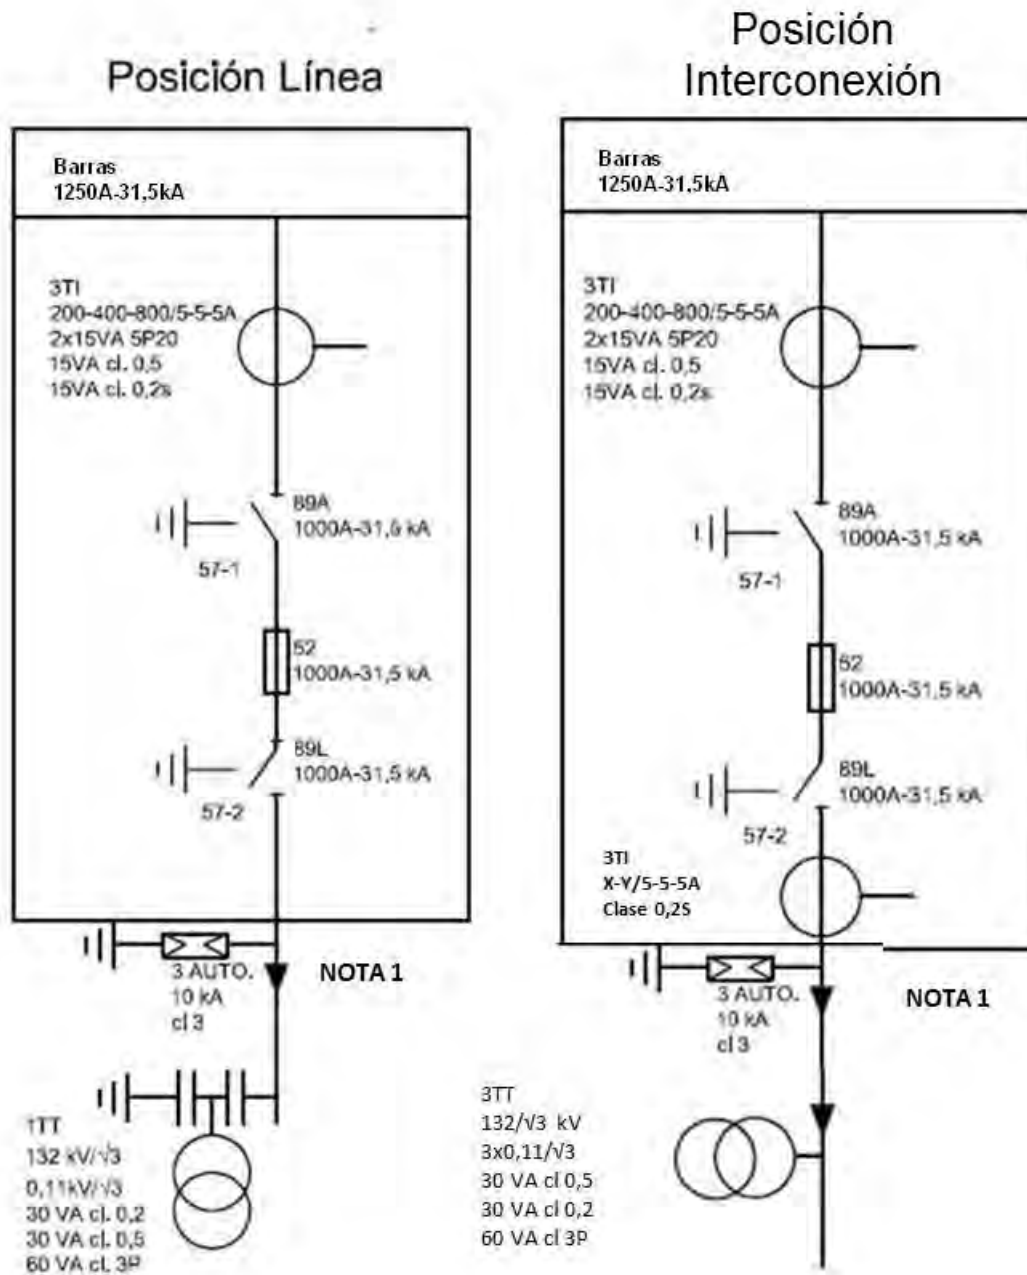 Posición Línea
Barras
1250A-31,5kA
3TI
200-400-800/5-5-5A
2x15VA 5P20
15VA cl. 0,5
15VA cl. 0,2s
89A
1000A-31,5 kA
57-1
52
1000A-31,5 kA
89L
1000A-31,5 kA
57-2
3 AUTO.
10 kA
cl 3
NOTA 1
1TT
132 kV/√3
0,11kV/√3
30 VA cl. 0,2
30 VA cl. 0,5
60 VA cl. 3P
Posición
Interconexión
Barras
1250A-31,5kA
3TI
200-400-800/5-5-5A
2x15VA 5P20
15VA cl. 0,5
15VA cl. 0,2s
89A
1000A-31,5 kA
57-1
52
1000A-31,5 kA
89L
1000A-31,5 kA
57-2
3TI
X-Y/5-5-5A
Clase 0,2S
3 AUTO.
10 kA
cl 3
NOTA 1
3TT
132/√3 kV
3x0,11/√3
30 VA cl 0,5
30 VA cl 0,2
60 VA cl 3P